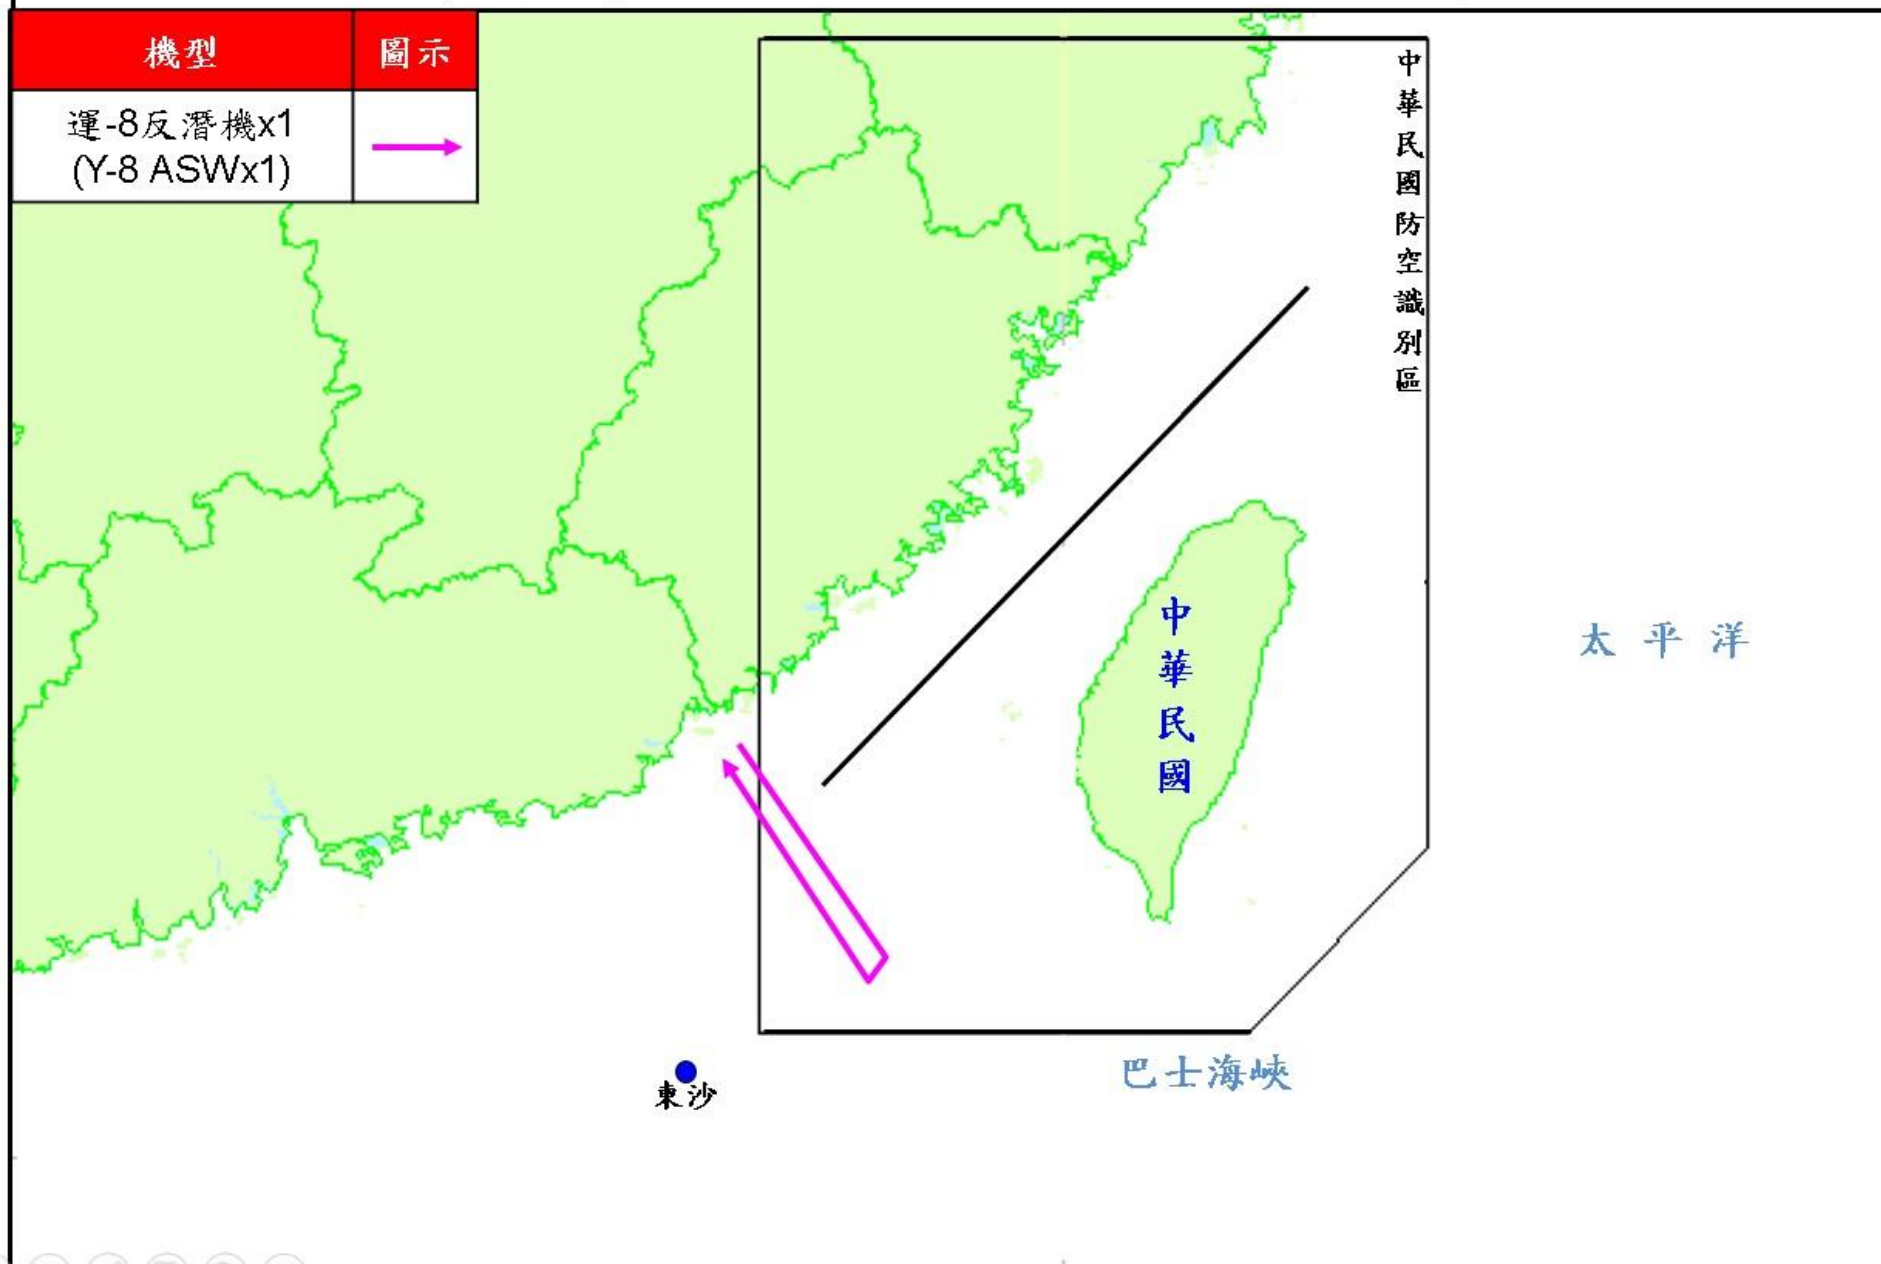 機型
圖示
運-8反潛機x1
(Y-8 ASWx1)
中華民國防空識別區
中華民國
太平洋
巴士海峽
東沙